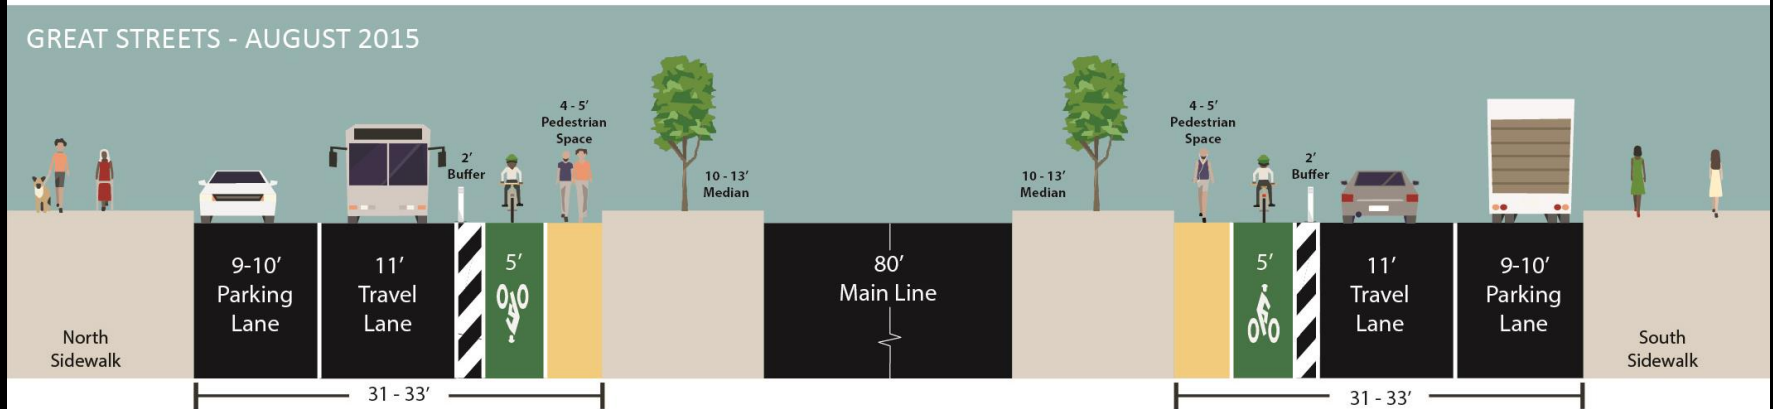 GREAT STREETS - AUGUST 2015
North
Sidewalk
9-10’
Parking
Lane
11’
Travel
Lane
2’
Buffer
5’
4 - 5’
Pedestrian
Space
31 - 33’
10 - 13’
Median
80’
Main Line
10 - 13’
Median
4 - 5’
Pedestrian
Space
5’
2’
Buffer
11’
Travel
Lane
9-10’
Parking
Lane
31 - 33’
South
Sidewalk